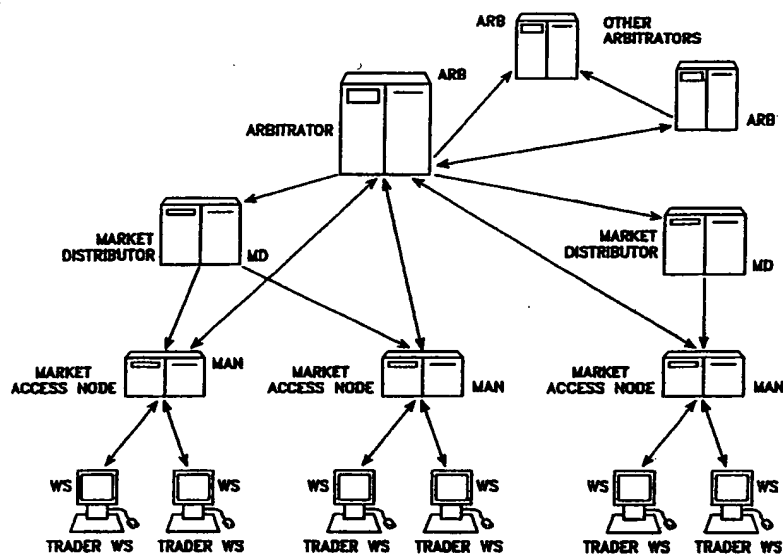 ARB
OTHER
ARBITRATORS
ARB
ARBITRATOR
ARB
MARKET
DISTRIBUTOR
MD
MARKET
DISTRIBUTOR
MD
MARKET
ACCESS NODE
MAN
MARKET
ACCESS NODE
MAN
MARKET
ACCESS NODE
MAN
WS
WS
WS
WS
WS
WS
TRADER WS
TRADER WS
TRADER WS
TRADER WS
TRADER WS
TRADER WS